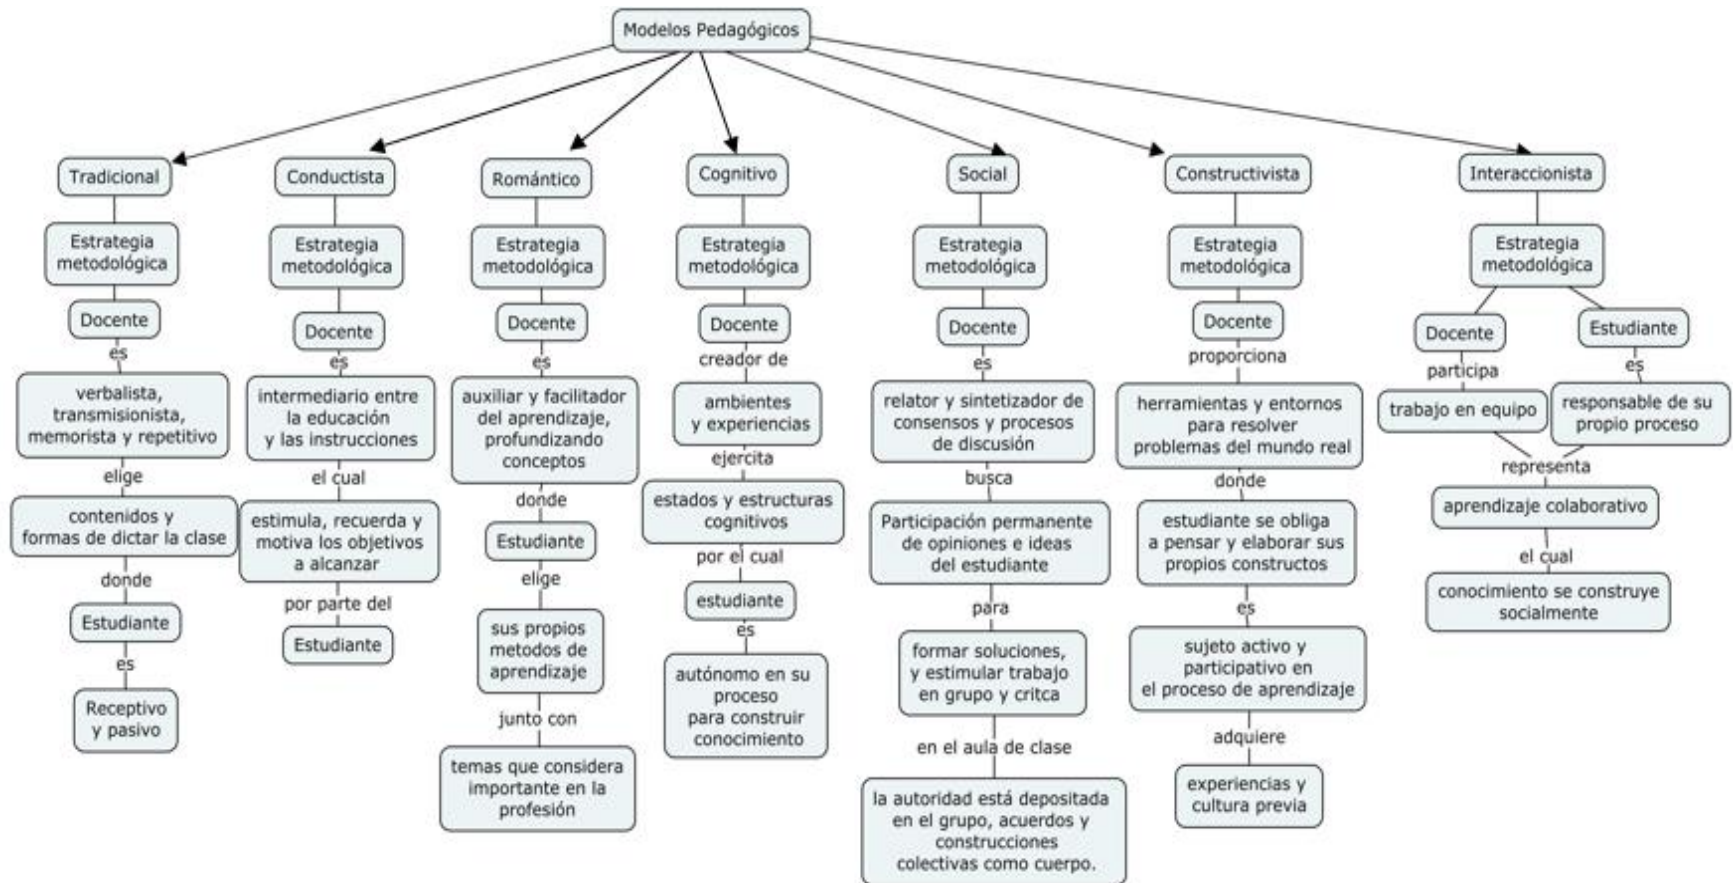 Modelos Pedagógicos
Tradicional
Estrategia
metodológica
Docente
es
verbalista,
transmisionista,
memorista y repetitivo
elige
contenidos y
formas de dictar la clase
donde
Estudiante
es
Receptivo
y pasivo
Conductista
Estrategia
metodológica
Docente
es
intermediario entre
la educación
y las instrucciones
el cual
estimula, recuerda y
motiva los objetivos
a alcanzar
por parte del
Estudiante
Romántico
Estrategia
metodológica
Docente
es
auxiliar y facilitador
del aprendizaje,
profundizando
conceptos
donde
Estudiante
elige
sus propios
metodos de
aprendizaje
junto con
temas que considera
importante en la
profesión
Cognitivo
Estrategia
metodológica
Docente
creador de
ambientes
y experiencias
ejercita
estados y estructuras
cognitivos
por el cual
estudiante
es
autónomo en su
proceso
para construir
conocimiento
Social
Estrategia
metodológica
Docente
es
relator y sintetizador de
consensos y procesos
de discusión
busca
Participación permanente
de opiniones e ideas
del estudiante
para
formar soluciones,
y estimular trabajo
en grupo y critca
en el aula de clase
la autoridad está depositada
en el grupo, acuerdos y
construcciones
colectivas como cuerpo.
Constructivista
Estrategia
metodológica
Docente
proporciona
herramientas y entornos
para resolver
problemas del mundo real
donde
estudiante se obliga
a pensar y elaborar sus
propios constructos
es
sujeto activo y
participativo en
el proceso de aprendizaje
adquiere
experiencias y
cultura previa
Interaccionista
Estrategia
metodológica
Docente
participa
trabajo en equipo
Estudiante
es
responsable de su
propio proceso
representa
aprendizaje colaborativo
el cual
conocimiento se construye
socialmente